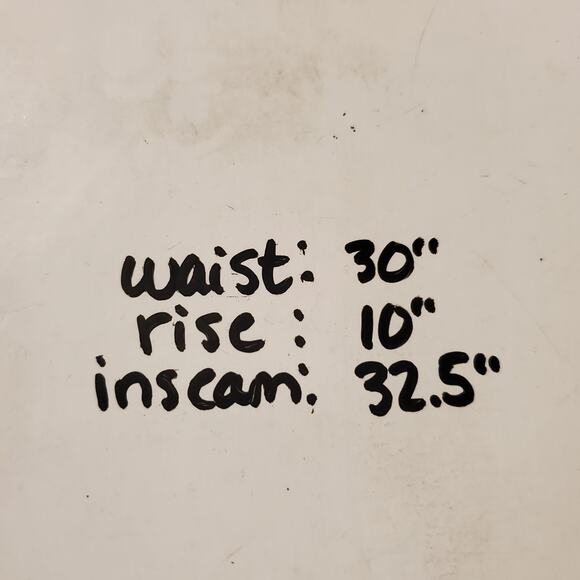 waist: 30"
rise: 10"
inseam: 32.5"